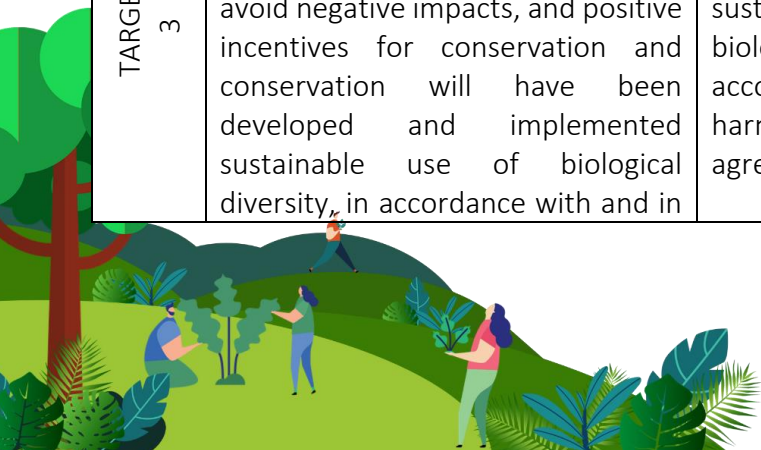 TARGE
3
avoid negative impacts, and positive
incentives for conservation and
conservation will have been
developed and implemented
sustainable use of biological
diversity, in accordance with and in
sust
biolo
acco
harr
agre